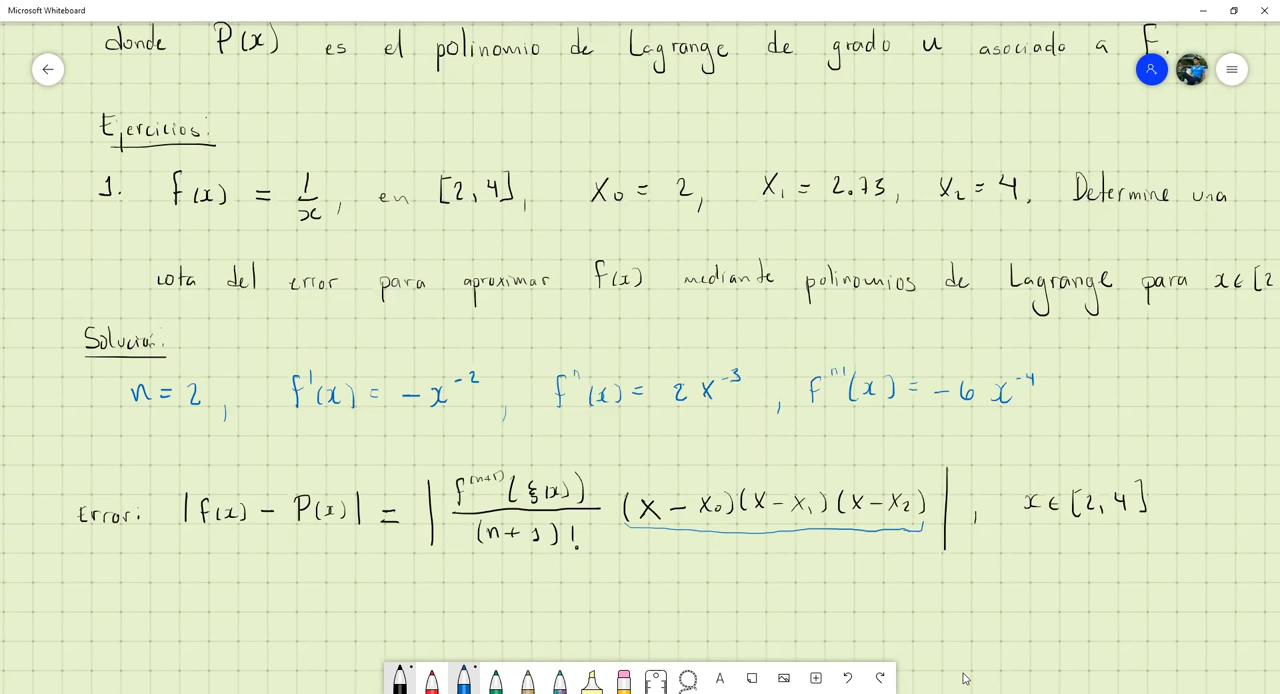 Microsoft Whiteboard
donde P(x) es el polinomio de Lagrange de grado n asociado a F.
Ejercicios:
1. f(x) = 1/x, en [2,4], X₀ = 2, X₁ = 2.73, X₂ = 4. Determine una
cota del error para aproximar f(x) mediante polinomios de Lagrange para x ∈ [2
Solución:
n = 2, f'(x) = -x⁻², f''(x) = 2x⁻³, f'''(x) = -6x⁻⁴
Error: |f(x) - P(x)| = | f⁽ⁿ⁺¹⁾(ξ(x)) / (n+1)! (x - x₀)(x - x₁)(x - x₂) |, x ∈ [2,4]
A